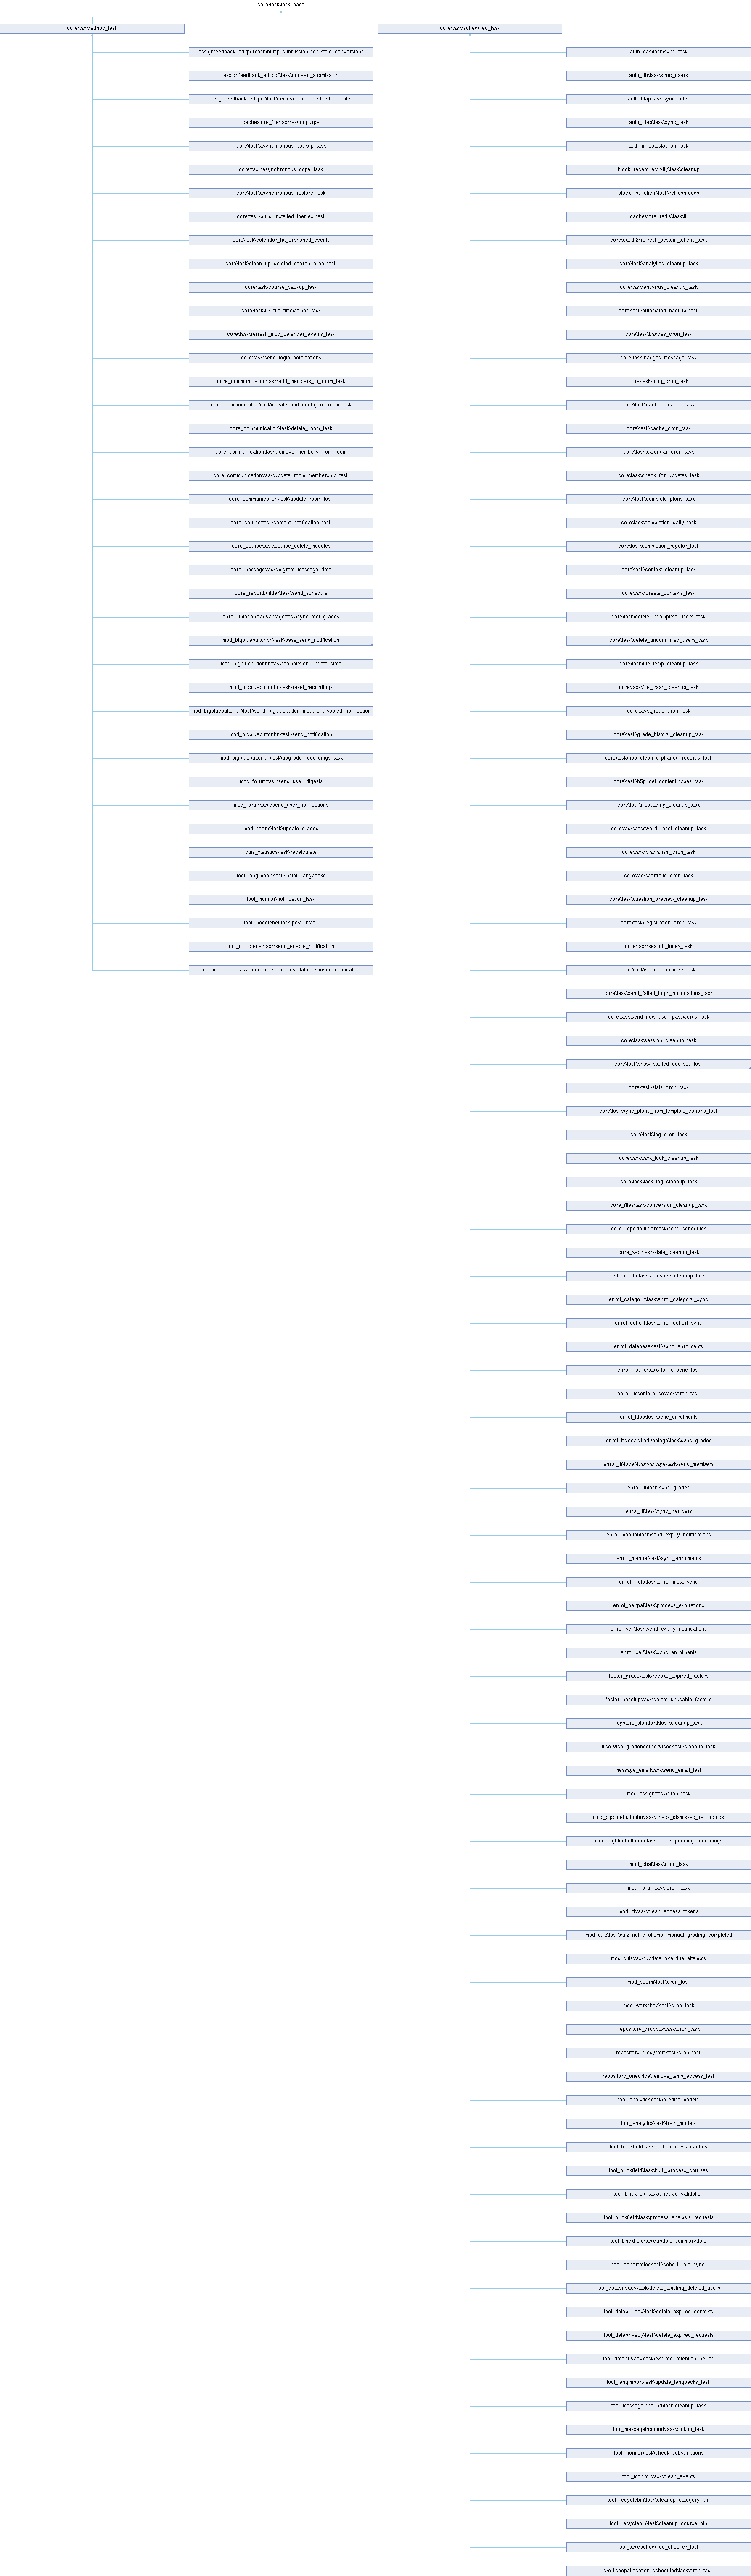 core\task\task_base
core\task\adhoc_task
core\task\scheduled_task
assignfeedback_editpdf\task\bump_submission_for_stale_conversions
assignfeedback_editpdf\task\convert_submission
assignfeedback_editpdf\task\remove_orphaned_editpdf_files
cachestore_file\task\asyncpurge
core\task\asynchronous_backup_task
core\task\asynchronous_copy_task
core\task\asynchronous_restore_task
core\task\build_installed_themes_task
core\task\calendar_fix_orphaned_events
core\task\clean_up_deleted_search_area_task
core\task\course_backup_task
core\task\fix_file_timestamps_task
core\task\refresh_mod_calendar_events_task
core\task\send_login_notifications
core_communication\task\add_members_to_room_task
core_communication\task\create_and_configure_room_task
core_communication\task\delete_room_task
core_communication\task\remove_members_from_room
core_communication\task\update_room_membership_task
core_communication\task\update_room_task
core_course\task\content_notification_task
core_course\task\course_delete_modules
core_message\task\migrate_message_data
core_reportbuilder\task\send_schedule
enrol_lti\local\ltiadvantage\task\sync_tool_grades
mod_bigbluebuttonbn\task\base_send_notification
mod_bigbluebuttonbn\task\completion_update_state
mod_bigbluebuttonbn\task\reset_recordings
mod_bigbluebuttonbn\task\send_bigbluebutton_module_disabled_notification
mod_bigbluebuttonbn\task\send_notification
mod_bigbluebuttonbn\task\upgrade_recordings_task
mod_forum\task\send_user_digests
mod_forum\task\send_user_notifications
mod_scorm\task\update_grades
quiz_statistics\task\recalculate
tool_langimport\task\install_langpacks
tool_monitor\notification_task
tool_moodlenet\task\post_install
tool_moodlenet\task\send_enable_notification
tool_moodlenet\task\send_mnet_profiles_data_removed_notification
auth_cas\task\sync_task
auth_db\task\sync_users
auth_ldap\task\sync_roles
auth_ldap\task\sync_task
auth_mnet\task\cron_task
block_recent_activity\task\cleanup
block_rss_client\task\refreshfeeds
cachestore_redis\task\ttl
core\oauth2\refresh_system_tokens_task
core\task\analytics_cleanup_task
core\task\antivirus_cleanup_task
core\task\automated_backup_task
core\task\badges_cron_task
core\task\badges_message_task
core\task\blog_cron_task
core\task\cache_cleanup_task
core\task\cache_cron_task
core\task\calendar_cron_task
core\task\check_for_updates_task
core\task\complete_plans_task
core\task\completion_daily_task
core\task\completion_regular_task
core\task\context_cleanup_task
core\task\create_contexts_task
core\task\delete_incomplete_users_task
core\task\delete_unconfirmed_users_task
core\task\file_temp_cleanup_task
core\task\file_trash_cleanup_task
core\task\grade_cron_task
core\task\grade_history_cleanup_task
core\task\h5p_clean_orphaned_records_task
core\task\h5p_get_content_types_task
core\task\messaging_cleanup_task
core\task\password_reset_cleanup_task
core\task\plagiarism_cron_task
core\task\portfolio_cron_task
core\task\question_preview_cleanup_task
core\task\registration_cron_task
core\task\search_index_task
core\task\search_optimize_task
core\task\send_failed_login_notifications_task
core\task\send_new_user_passwords_task
core\task\session_cleanup_task
core\task\show_started_courses_task
core\task\stats_cron_task
core\task\sync_plans_from_template_cohorts_task
core\task\tag_cron_task
core\task\task_lock_cleanup_task
core\task\task_log_cleanup_task
core_files\task\conversion_cleanup_task
core_reportbuilder\task\send_schedules
core_xapi\task\state_cleanup_task
editor_atto\task\autosave_cleanup_task
enrol_category\task\enrol_category_sync
enrol_cohort\task\enrol_cohort_sync
enrol_database\task\sync_enrolments
enrol_flatfile\task\flatfile_sync_task
enrol_imsenterprise\task\cron_task
enrol_ldap\task\sync_enrolments
enrol_lti\local\ltiadvantage\task\sync_grades
enrol_lti\local\ltiadvantage\task\sync_members
enrol_lti\task\sync_grades
enrol_lti\task\sync_members
enrol_manual\task\send_expiry_notifications
enrol_manual\task\sync_enrolments
enrol_meta\task\enrol_meta_sync
enrol_paypal\task\process_expirations
enrol_self\task\send_expiry_notifications
enrol_self\task\sync_enrolments
factor_grace\task\revoke_expired_factors
factor_nosetup\task\delete_unusable_factors
logstore_standard\task\cleanup_task
ltiservice_gradebookservices\task\cleanup_task
message_email\task\send_email_task
mod_assign\task\cron_task
mod_bigbluebuttonbn\task\check_dismissed_recordings
mod_bigbluebuttonbn\task\check_pending_recordings
mod_chat\task\cron_task
mod_forum\task\cron_task
mod_lti\task\clean_access_tokens
mod_quiz\task\quiz_notify_attempt_manual_grading_completed
mod_quiz\task\update_overdue_attempts
mod_scorm\task\cron_task
mod_workshop\task\cron_task
repository_dropbox\task\cron_task
repository_filesystem\task\cron_task
repository_onedrive\remove_temp_access_task
tool_analytics\task\predict_models
tool_analytics\task\train_models
tool_brickfield\task\bulk_process_caches
tool_brickfield\task\bulk_process_courses
tool_brickfield\task\checkid_validation
tool_brickfield\task\process_analysis_requests
tool_brickfield\task\update_summarydata
tool_cohortroles\task\cohort_role_sync
tool_dataprivacy\task\delete_existing_deleted_users
tool_dataprivacy\task\delete_expired_contexts
tool_dataprivacy\task\delete_expired_requests
tool_dataprivacy\task\expired_retention_period
tool_langimport\task\update_langpacks_task
tool_messageinbound\task\cleanup_task
tool_messageinbound\task\pickup_task
tool_monitor\task\check_subscriptions
tool_monitor\task\clean_events
tool_recyclebin\task\cleanup_category_bin
tool_recyclebin\task\cleanup_course_bin
tool_task\scheduled_checker_task
workshopallocation_scheduled\task\cron_task